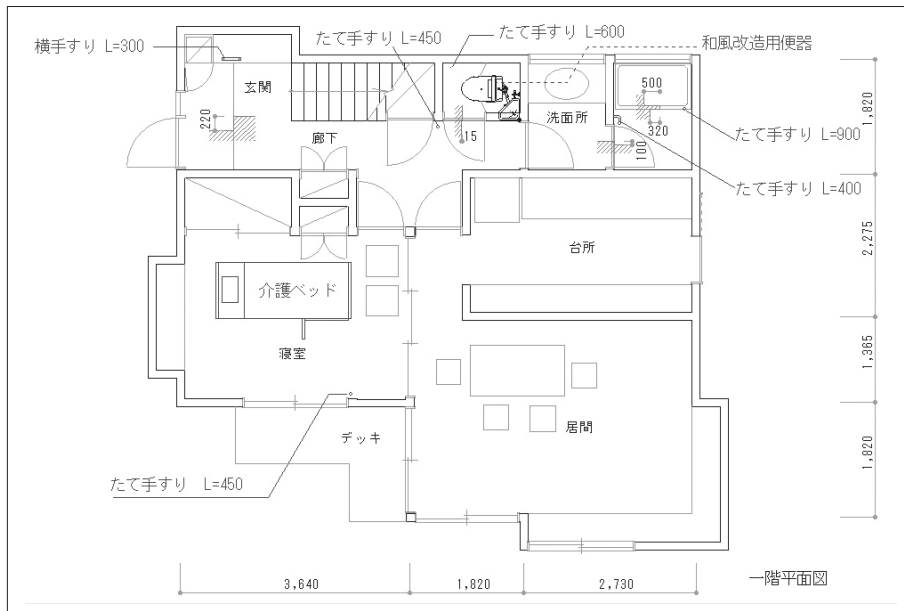 横手すり L=300
たて手すり L=450
たて手すり L=600
和風改造用便器
玄関
220
廊下
15
洗面所
500
320
100
たて手すり L=900
たて手すり L=400
1,820
2,275
1,365
1,820
台所
介護ベッド
寝室
居間
デッキ
たて手すり L=450
3,640
1,820
2,730
一階平面図